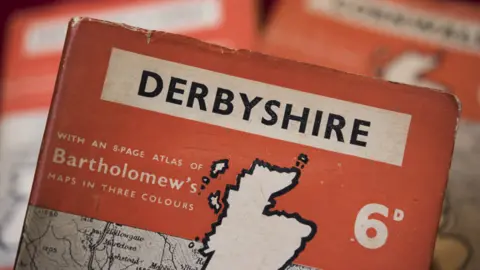 DERBYSHIRE
WITH AN 8-PAGE ATLAS OF
Bartholomew's
MAPS IN THREE COLOURS
6D